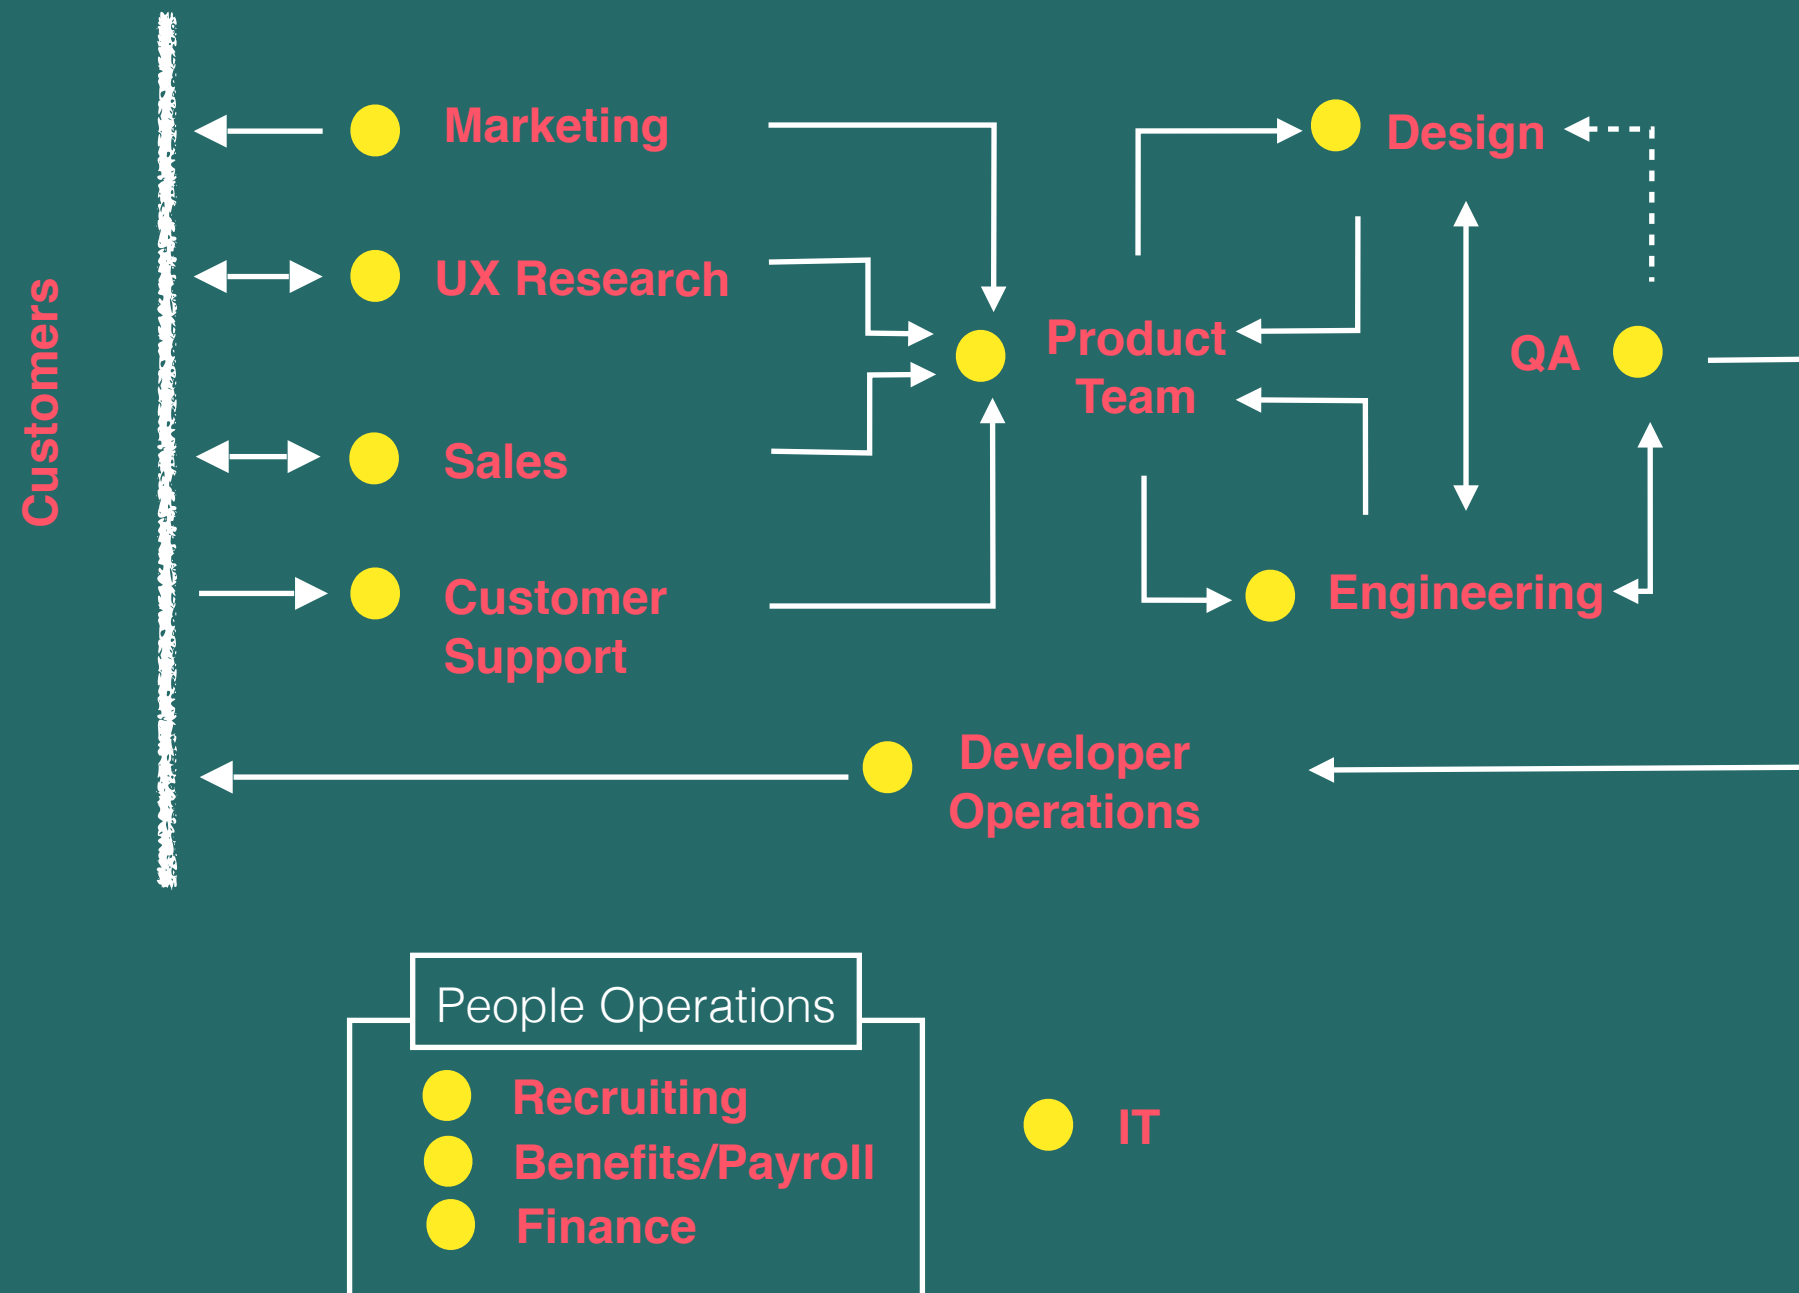 Customers
Marketing
UX Research
Sales
Customer
Support
Product
Team
Design
QA
Engineering
Developer
Operations
People Operations
Recruiting
Benefits/Payroll
Finance
IT